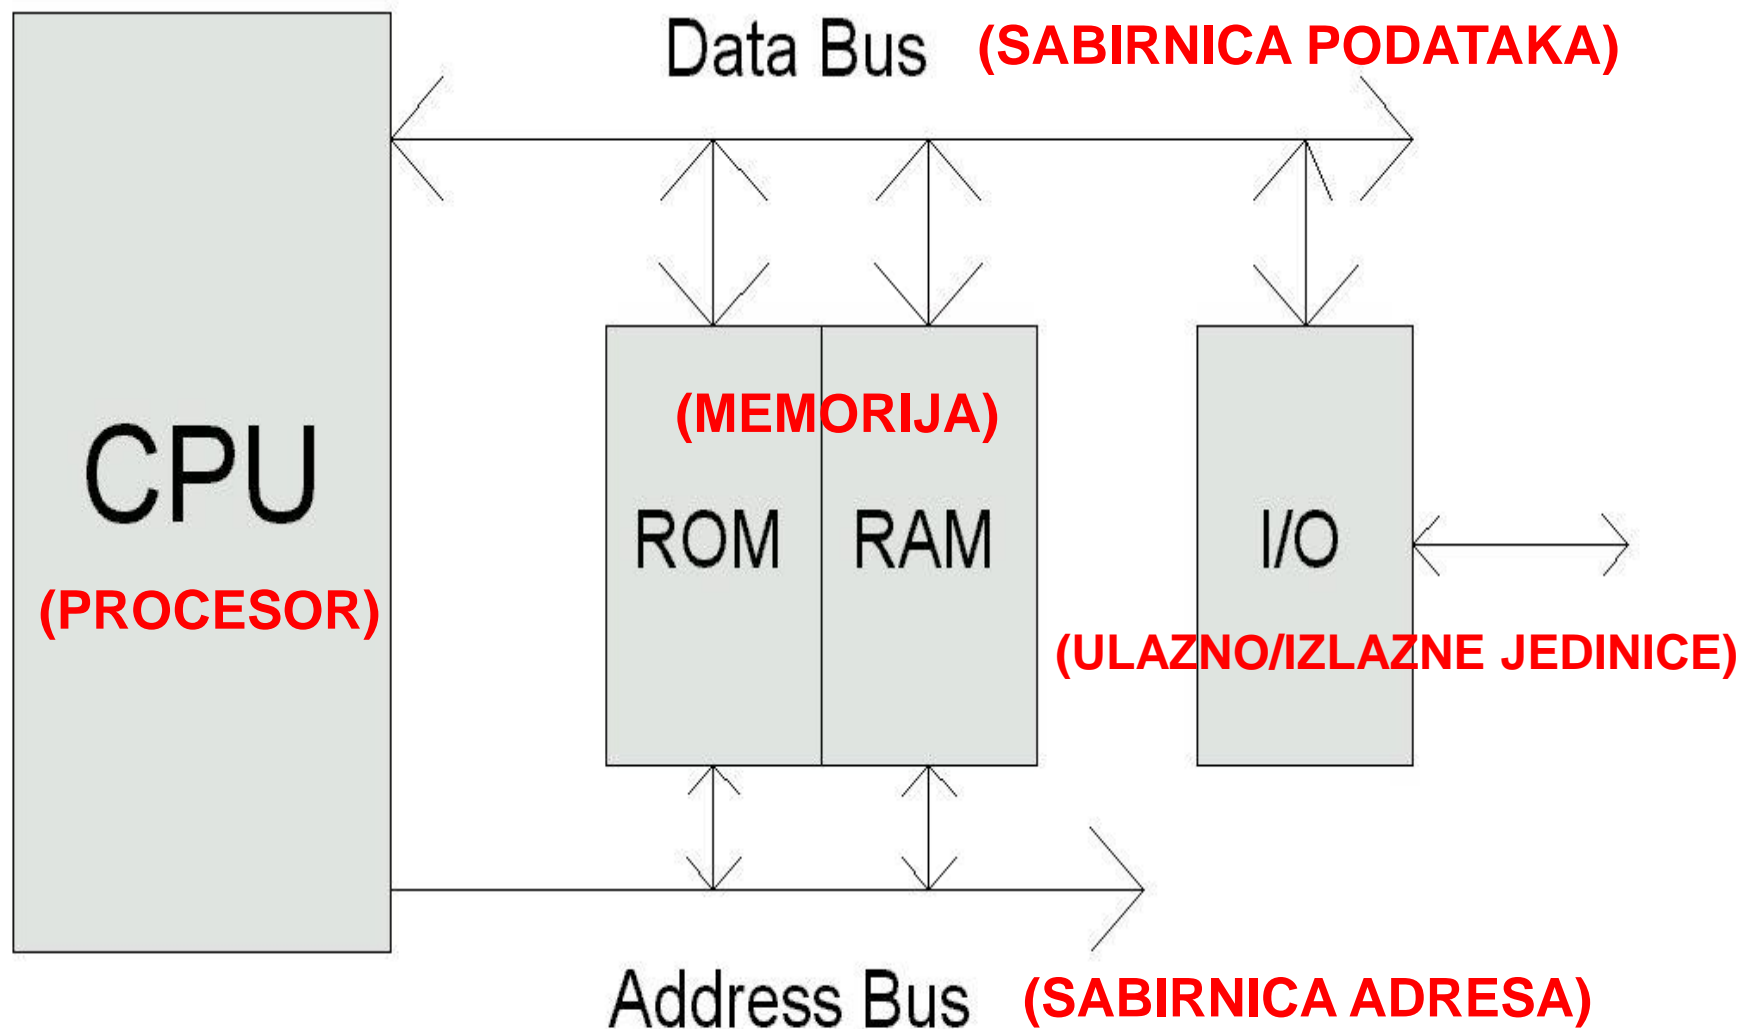 Data Bus (SABIRNICA PODATAKA)
CPU
(PROCESOR)
(MEMORIJA)
ROM RAM
I/O
(ULAZNO/IZLAZNE JEDINICE)
Address Bus (SABIRNICA ADRESA)